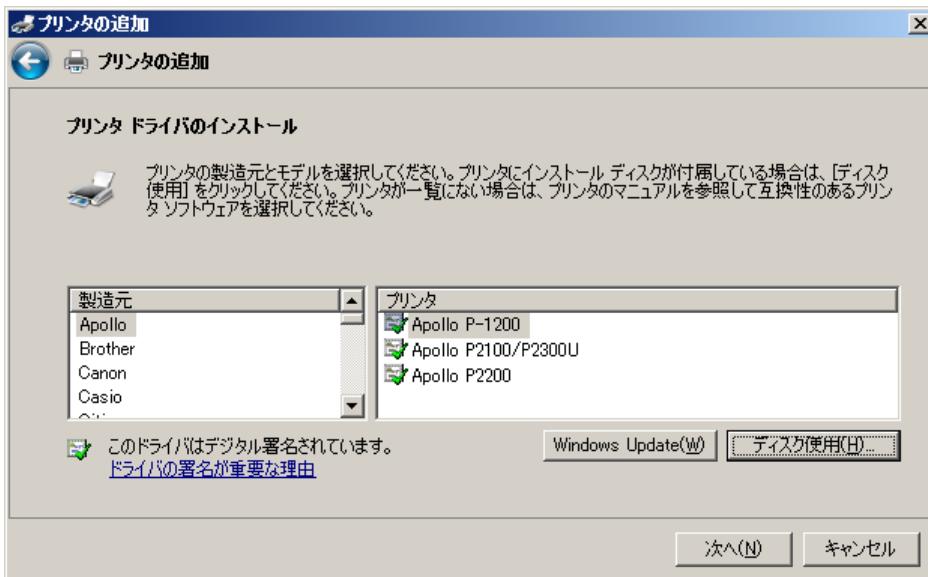 プリンタの追加
プリンタの追加
プリンタ ドライバのインストール
プリンタの製造元とモデルを選択してください。プリンタにインストール ディスクが付属している場合は、[ディスク
使用] をクリックしてください。プリンタが一覧にない場合は、プリンタのマニュアルを参照して互換性のあるプリン
タ ソフトウェアを選択してください。
製造元
Apollo
Brother
Canon
Casio
プリンタ
Apollo P-1200
Apollo P2100/P2300U
Apollo P2200
このドライバはデジタル署名されています。
ドライバの署名が重要な理由
Windows Update(W)
ディスク使用(H)...
次へ(N)
キャンセル